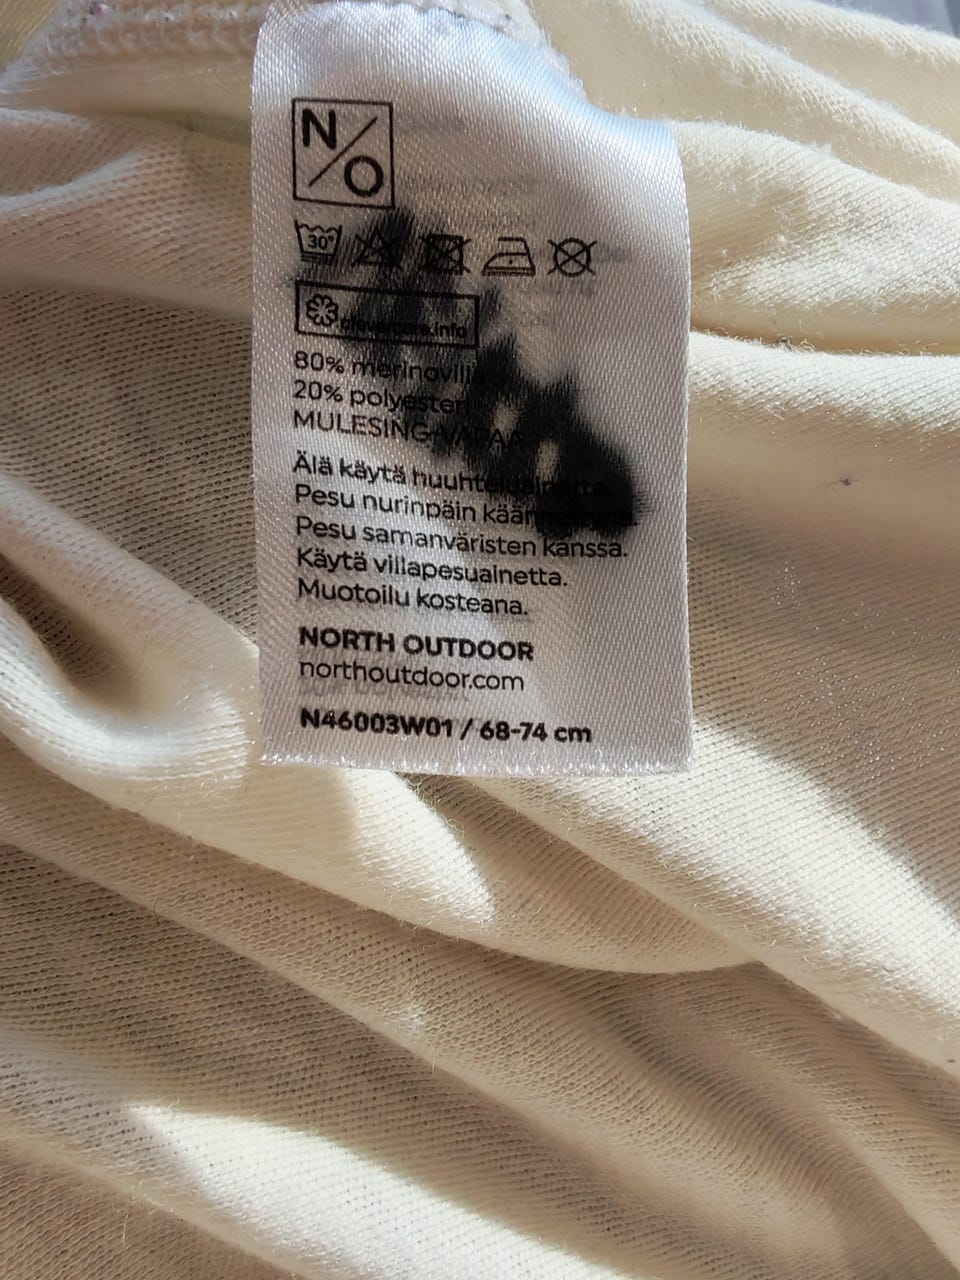 N/O
30°
clevercare.info
80% merinovilla
20% polyesteri
MULESING-VAPAA
Älä käytä huuhteluainetta.
Pesu nurinpäin käännettynä.
Pesu samanväristen kanssa.
Käytä villapesuainetta.
Muotoilu kosteana.
NORTH OUTDOOR
northoutdoor.com
N46003W01 / 68-74 cm